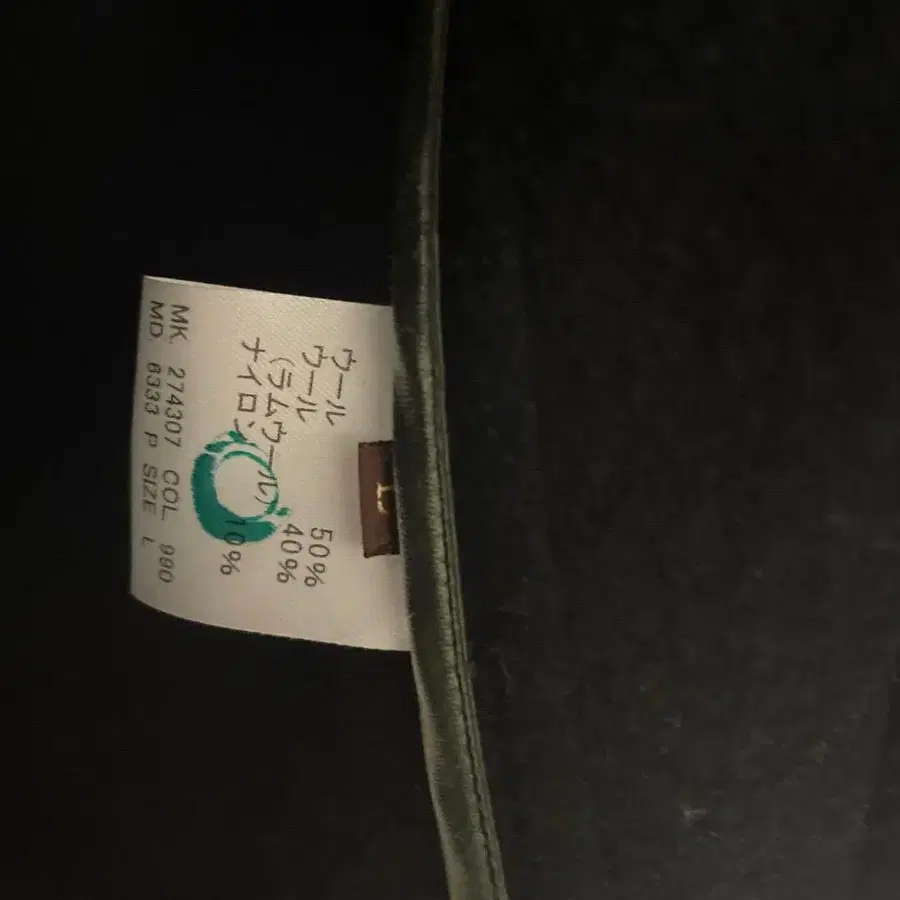 L
ウール 50%
ウール 40%
(ラムウール)
ナイロン 10%
MK. 274307 COL. 990
MD. 6333 P SIZE L